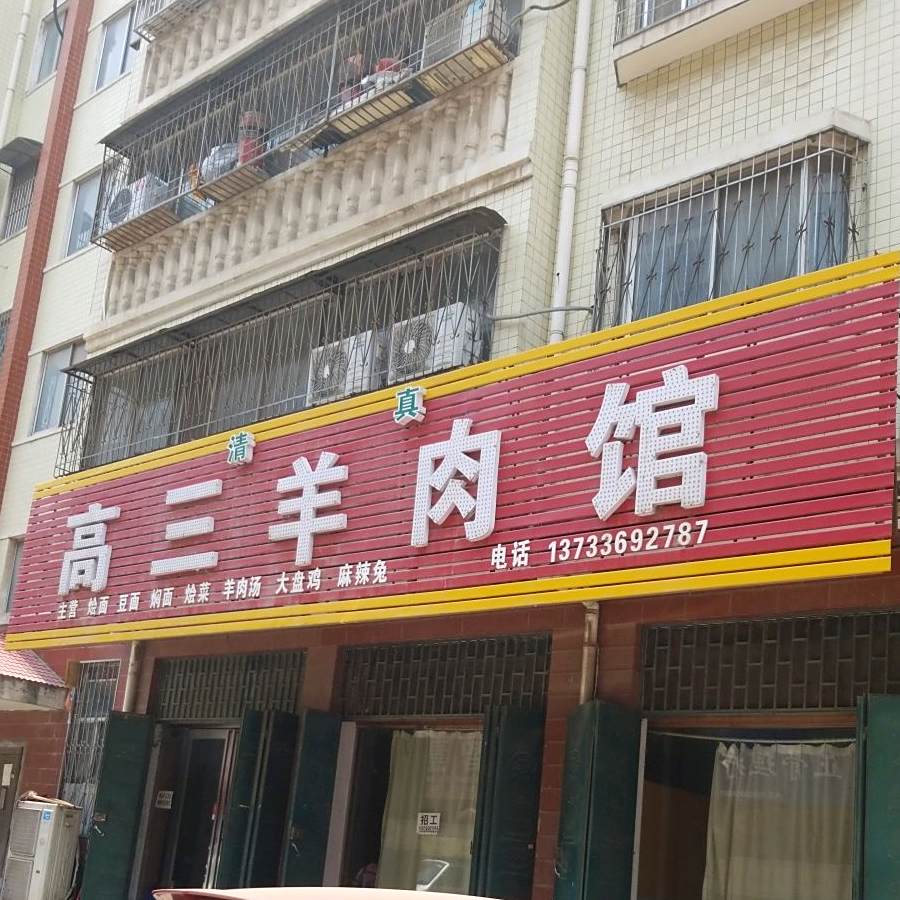 清真
高三羊肉馆
主营 烩面 豆面 焖面 烩菜 羊肉汤 大盘鸡 麻辣兔
电话 13733692787
招工